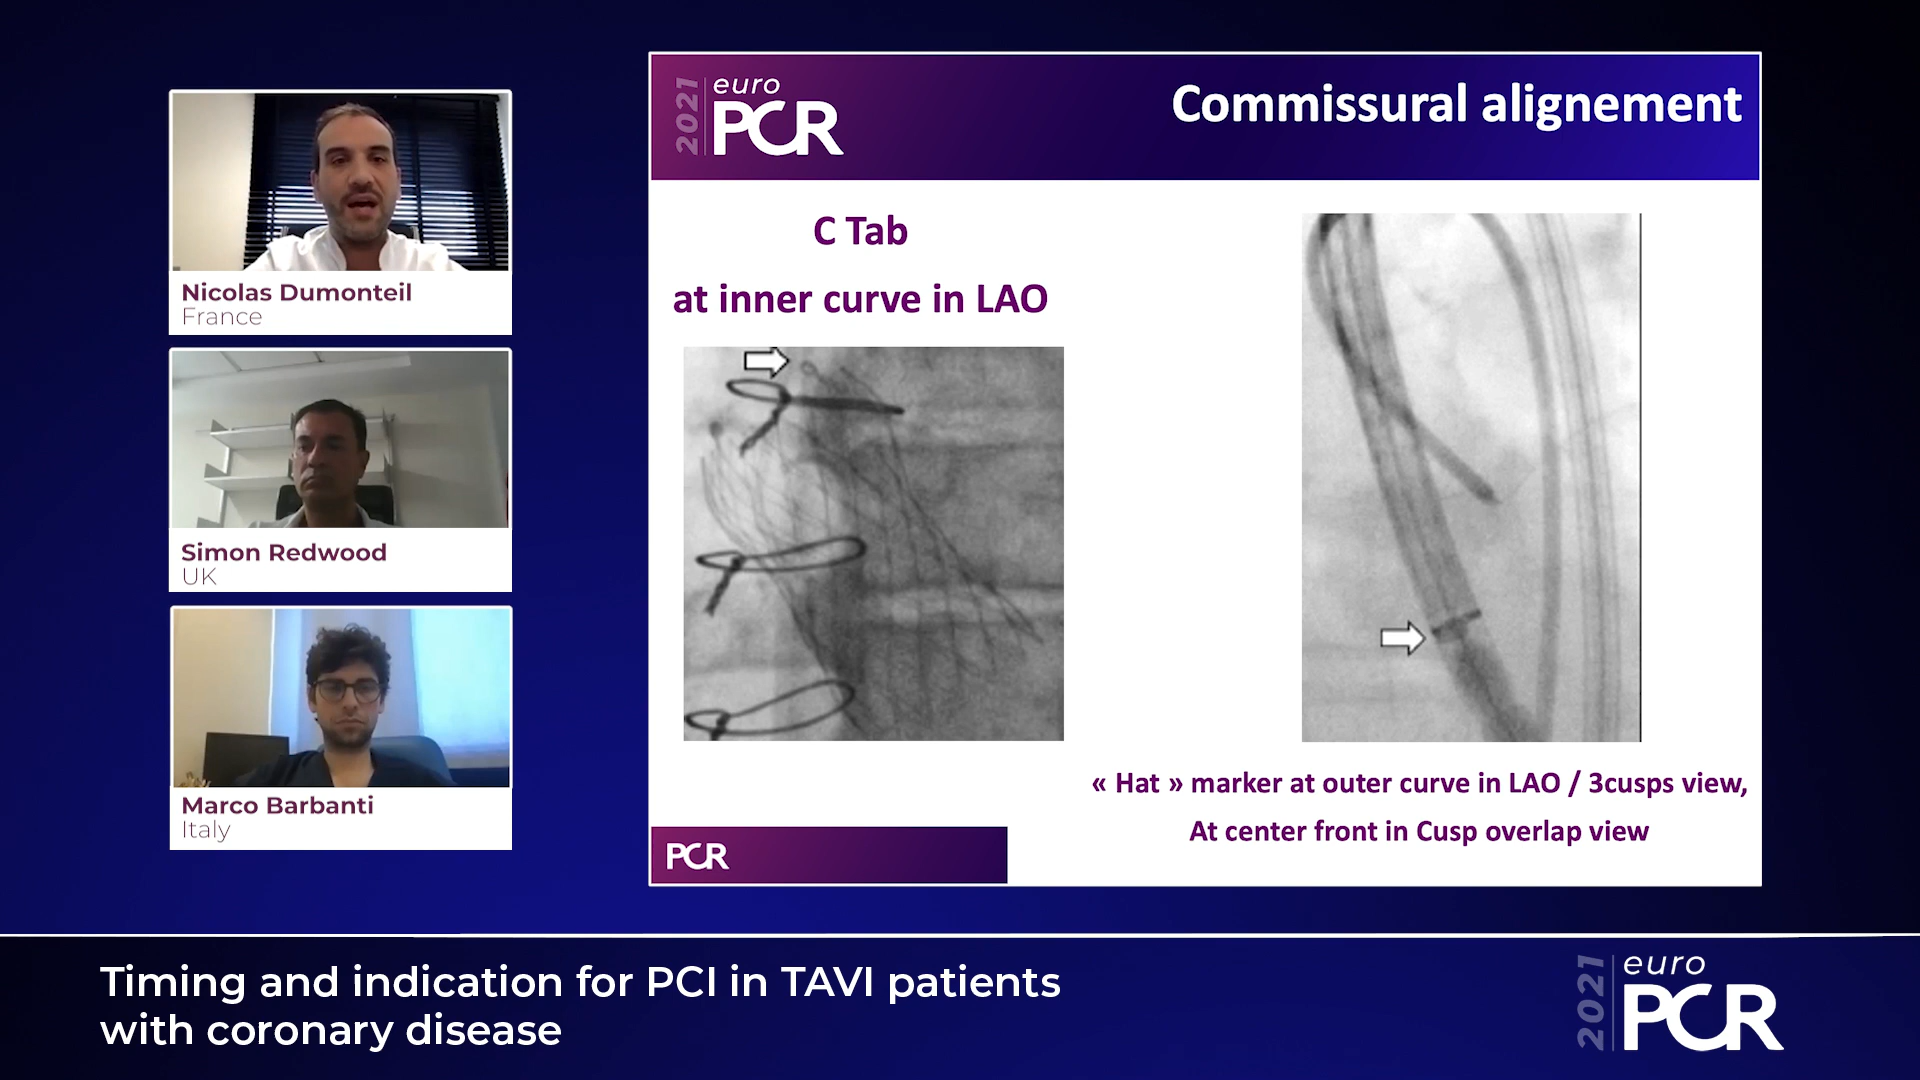 Nicolas Dumonteil
France
Simon Redwood
UK
Marco Barbanti
Italy
2021 euro PCR
Commissural alignement
C Tab
at inner curve in LAO
« Hat » marker at outer curve in LAO / 3cusps view,
At center front in Cusp overlap view
PCR
Timing and indication for PCI in TAVI patients
with coronary disease
2021 euro PCR